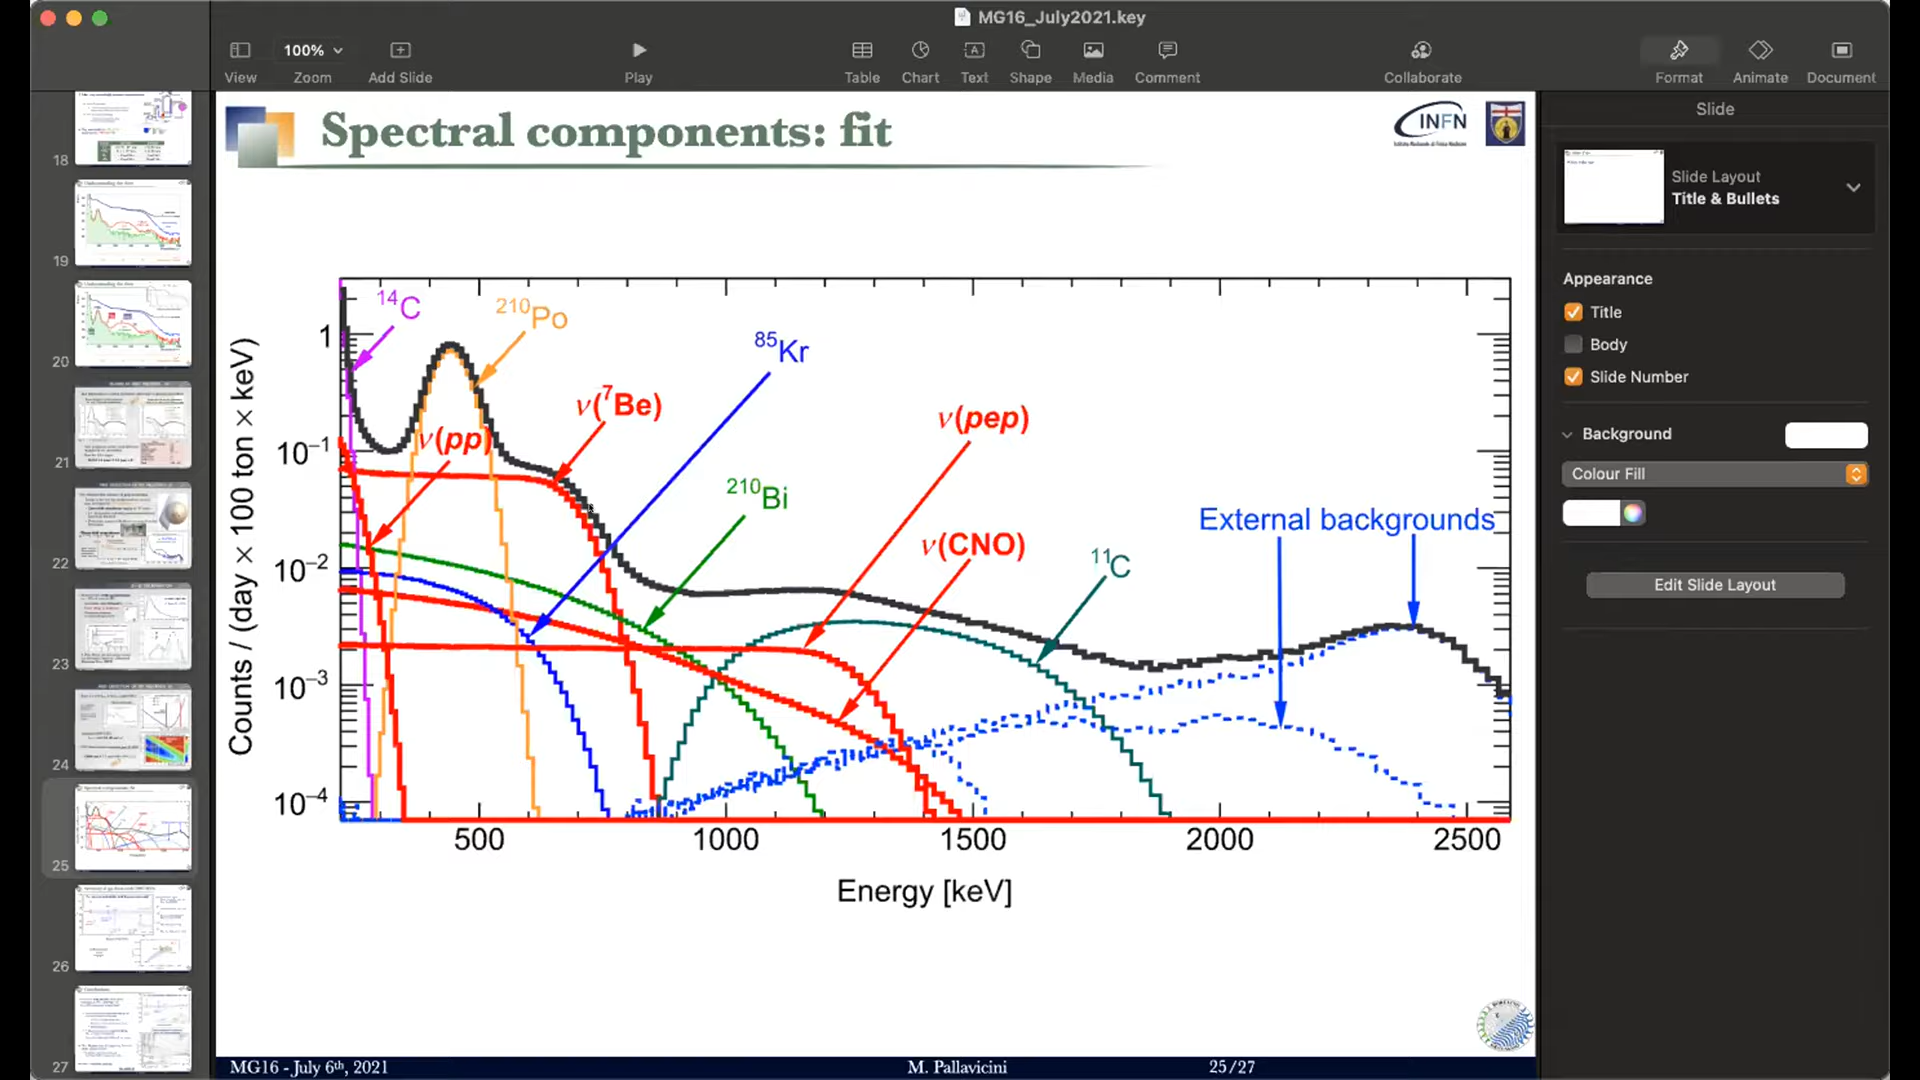 MG16_July2021.key
100%
View
Zoom
Add Slide
Play
Table
Chart
Text
Shape
Media
Comment
Collaborate
Format
Animate
Document
18
19
20
21
22
23
24
25
26
27
Spectral components: fit
INFN
¹⁴C
²¹⁰Po
⁸⁵Kr
ν(⁷Be)
ν(pp)
ν(pep)
²¹⁰Bi
ν(CNO)
¹¹C
External backgrounds
Counts / (day × 100 ton × keV)
1
10⁻¹
10⁻²
10⁻³
10⁻⁴
500
1000
1500
2000
2500
Energy [keV]
MG16 - July 6ᵗʰ, 2021
M. Pallavicini
25/27
Slide
Slide Layout
Title & Bullets
Appearance
Title
Body
Slide Number
Background
Colour Fill
Edit Slide Layout